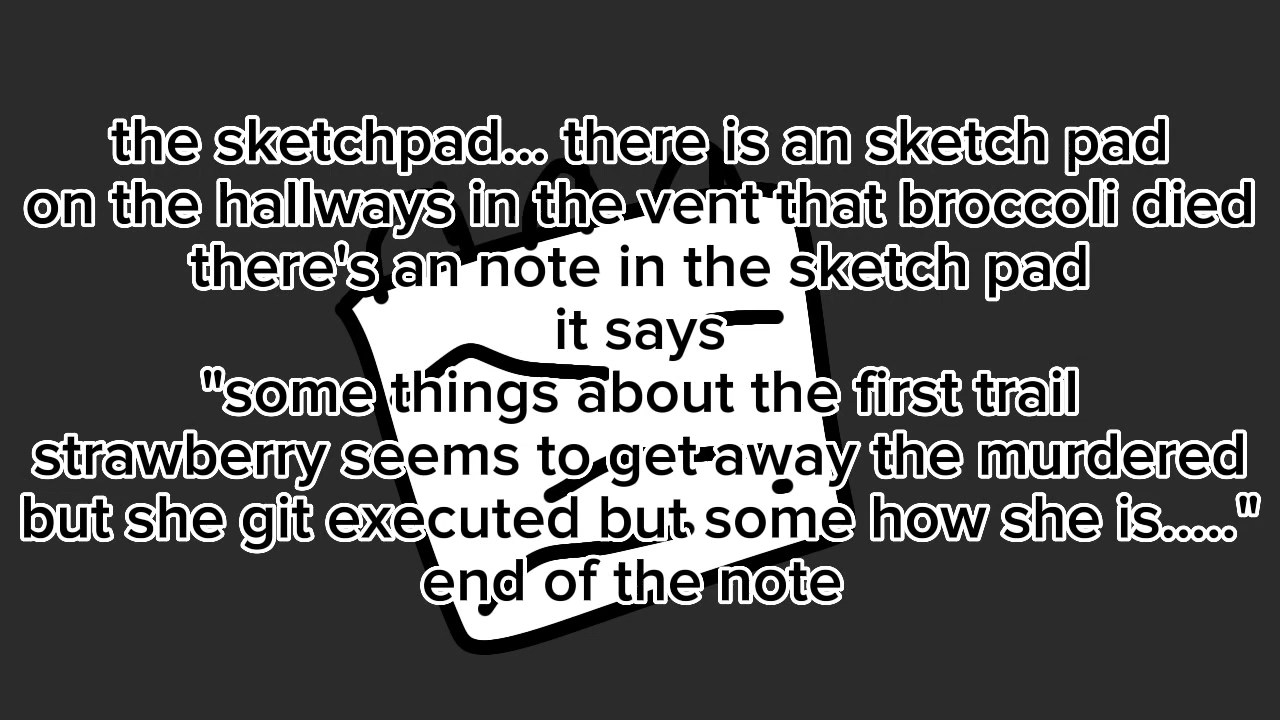 the sketchpad... there is an sketch pad
on the hallways in the vent that broccoli died
there's an note in the sketch pad
it says
"some things about the first trail
strawberry seems to get away the murdered
but she git executed but some how she is....."
end of the note